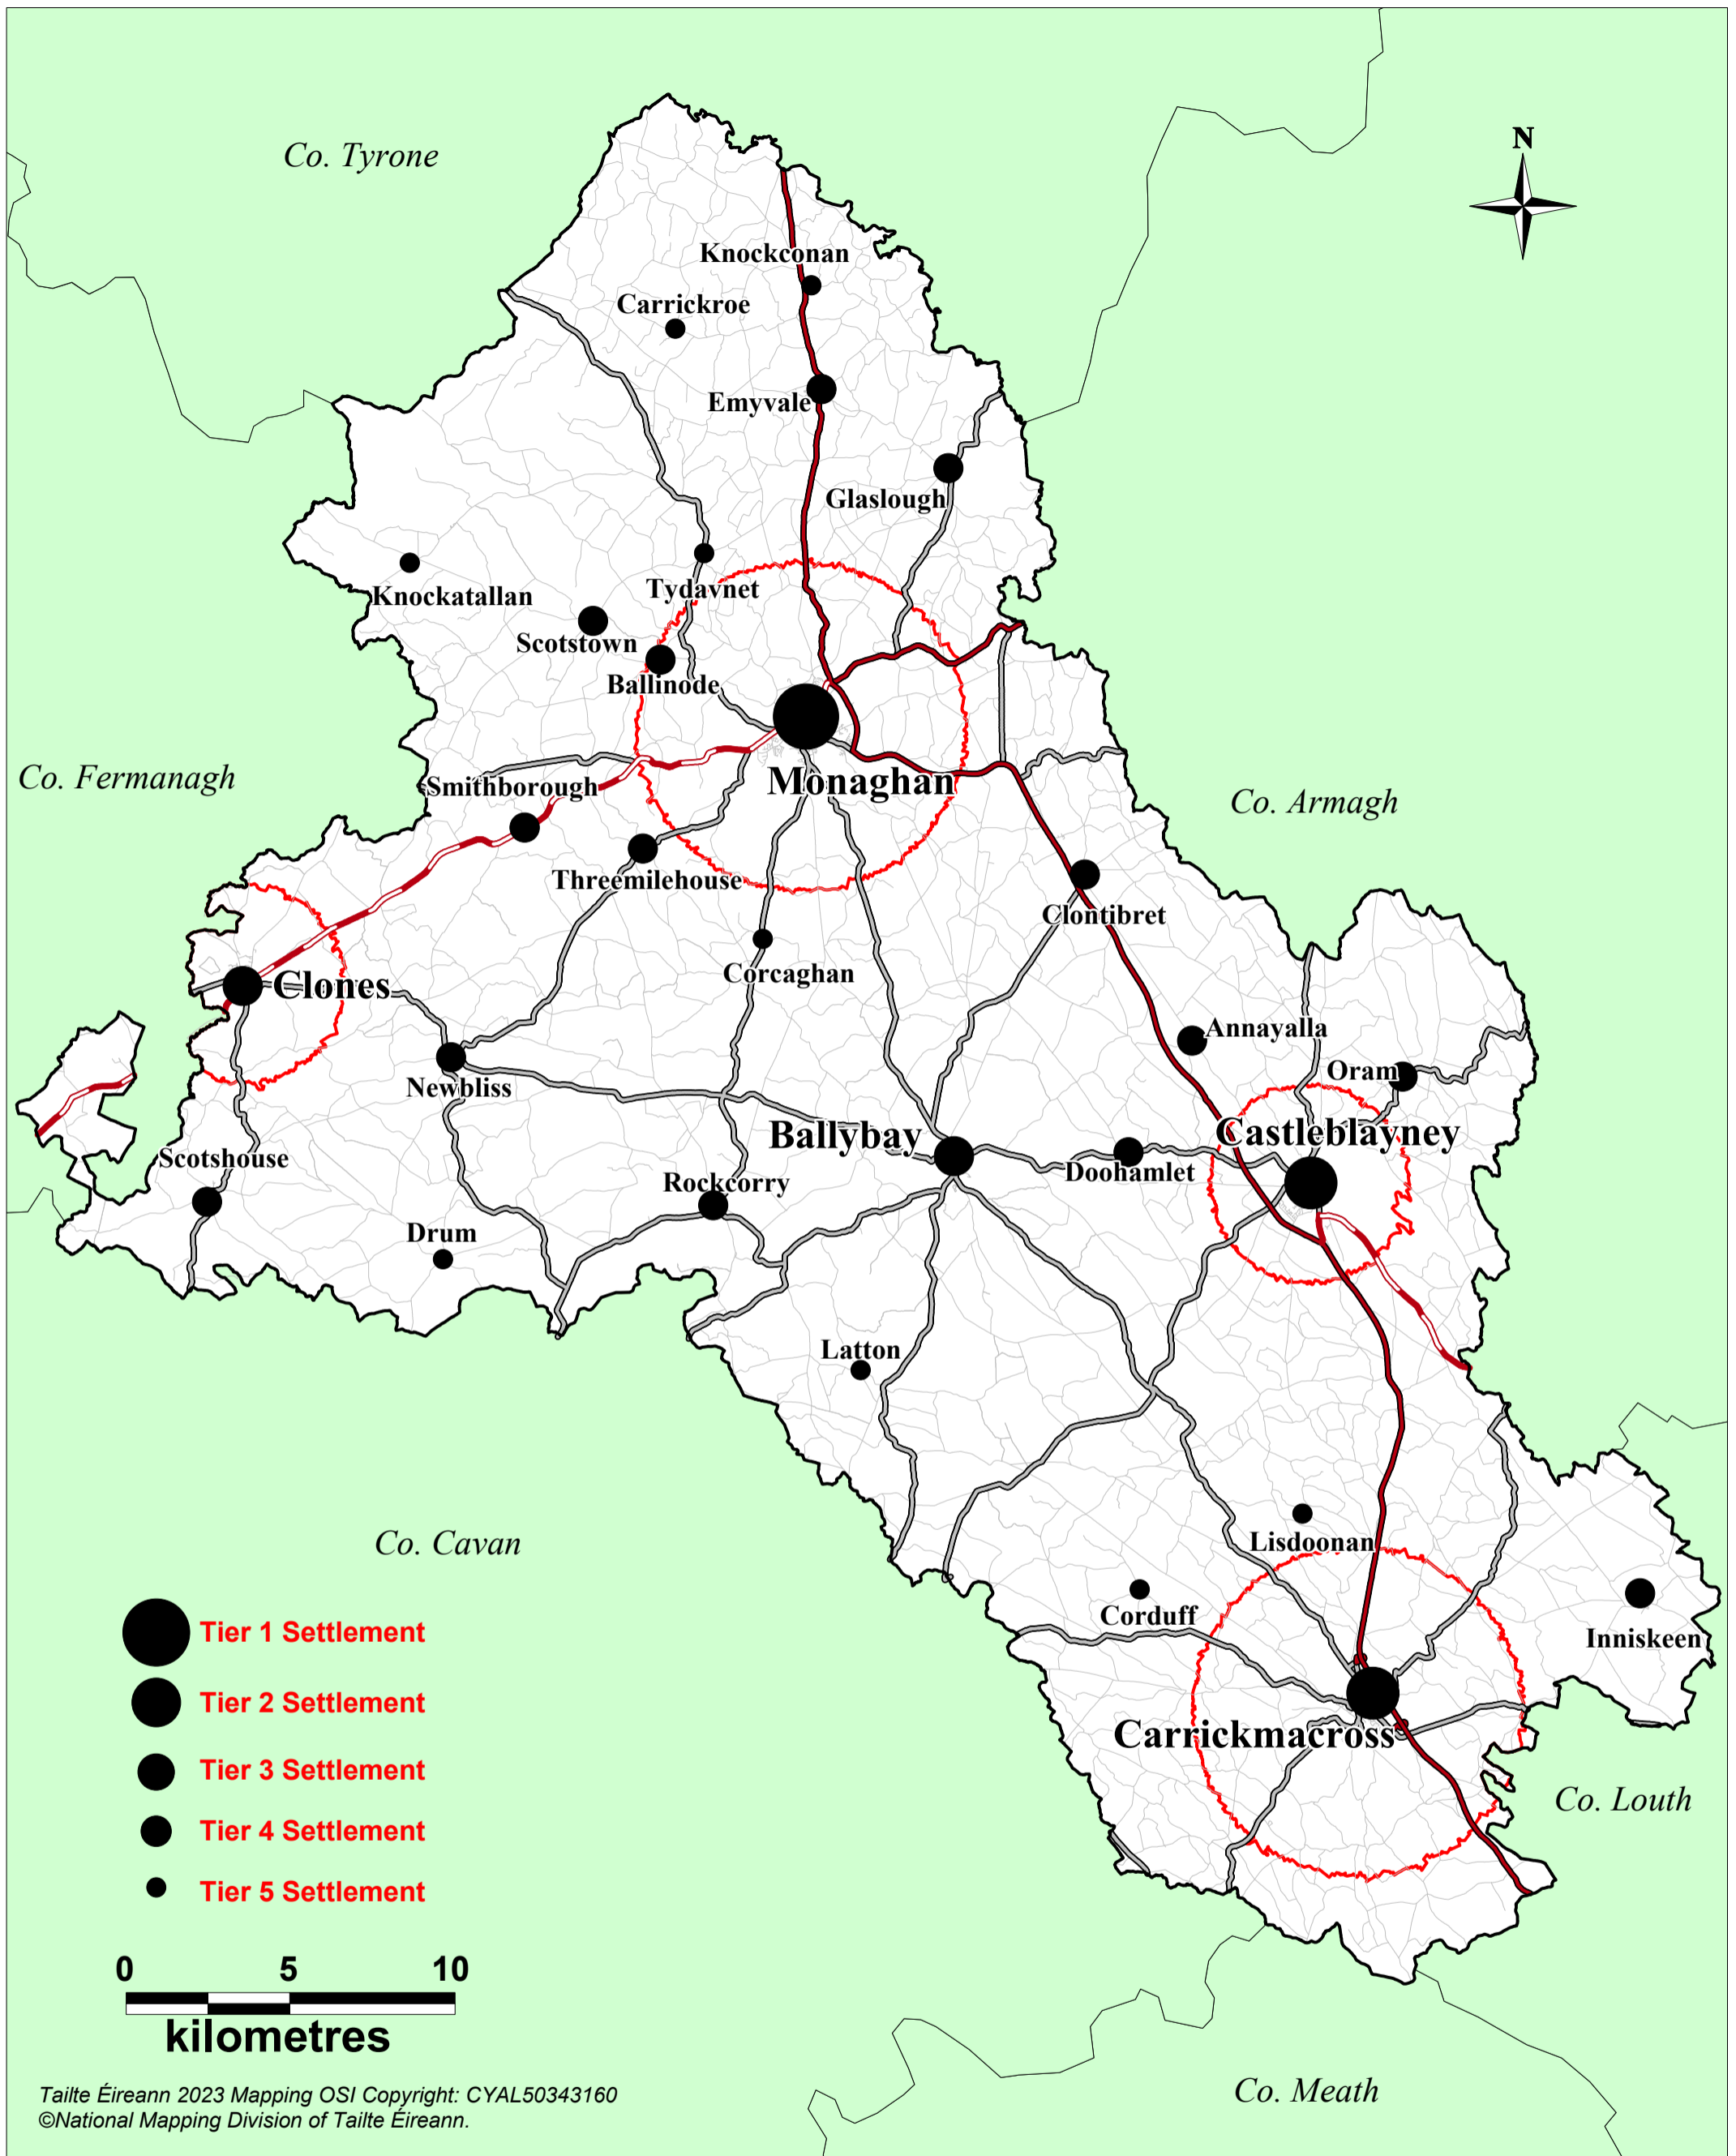 Co. Tyrone
N
Knockconan
Carrickroe
Emyvale
Glaslough
Knockatallan
Tydavnet
Scotstown
Ballinode
Co. Fermanagh
Smithborough
Monaghan
Co. Armagh
Threemilehouse
Clontibret
Corcaghan
Clones
Annayalla
Oram
Newbliss
Ballybay
Castleblayney
Scotshouse
Doohamlet
Rockcorry
Drum
Latton
Co. Cavan
Lisdoonan
Corduff
Inniskeen
Carrickmacross
Co. Louth
Tier 1 Settlement
Tier 2 Settlement
Tier 3 Settlement
Tier 4 Settlement
Tier 5 Settlement
0 5 10
kilometres
Tailte Éireann 2023 Mapping OSI Copyright: CYAL50343160
©National Mapping Division of Tailte Éireann.
Co. Meath